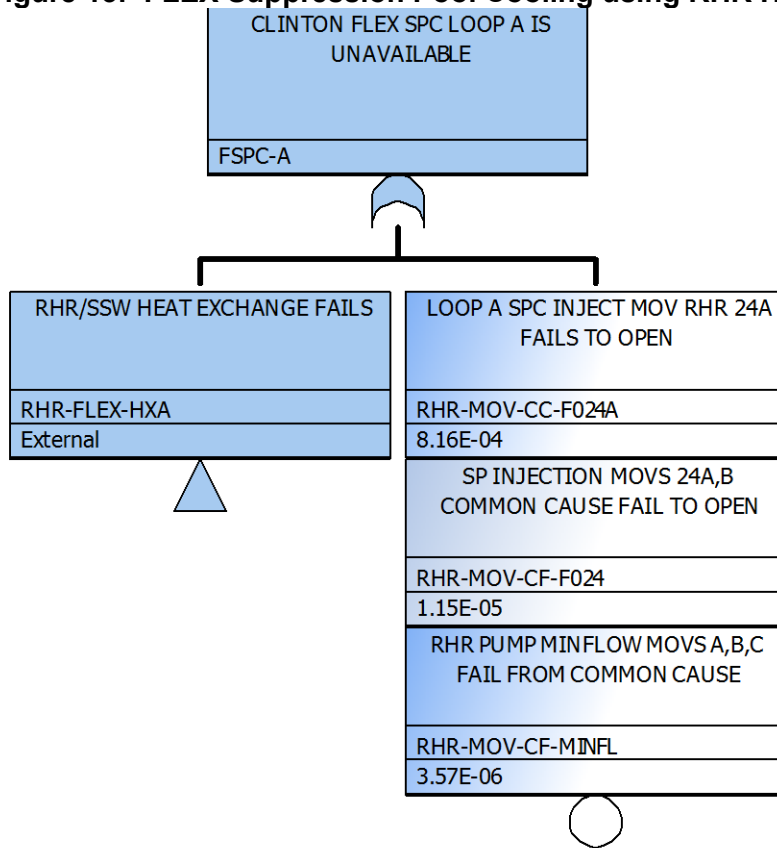 FLEX Suppression Pool Cooling using RHR
CLINTON FLEX SPC LOOP A IS
UNAVAILABLE
FSPC-A
RHR/SSW HEAT EXCHANGE FAILS
RHR-FLEX-HXA
External
LOOP A SPC INJECT MOV RHR 24A
FAILS TO OPEN
RHR-MOV-CC-F024A
8.16E-04
SP INJECTION MOVS 24A,B
COMMON CAUSE FAIL TO OPEN
RHR-MOV-CF-F024
1.15E-05
RHR PUMP MINFLOW MOVS A,B,C
FAIL FROM COMMON CAUSE
RHR-MOV-CF-MINFL
3.57E-06